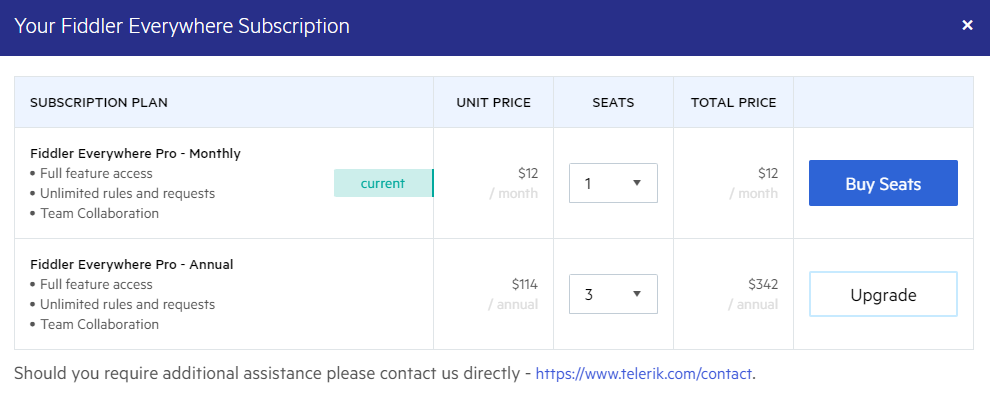 Your Fiddler Everywhere Subscription ×
SUBSCRIPTION PLAN UNIT PRICE SEATS TOTAL PRICE
Fiddler Everywhere Pro - Monthly
• Full feature access
• Unlimited rules and requests
• Team Collaboration
current
$12
/ month
1
$12
/ month
Buy Seats
Fiddler Everywhere Pro - Annual
• Full feature access
• Unlimited rules and requests
• Team Collaboration
$114
/ annual
3
$342
/ annual
Upgrade
Should you require additional assistance please contact us directly - https://www.telerik.com/contact.